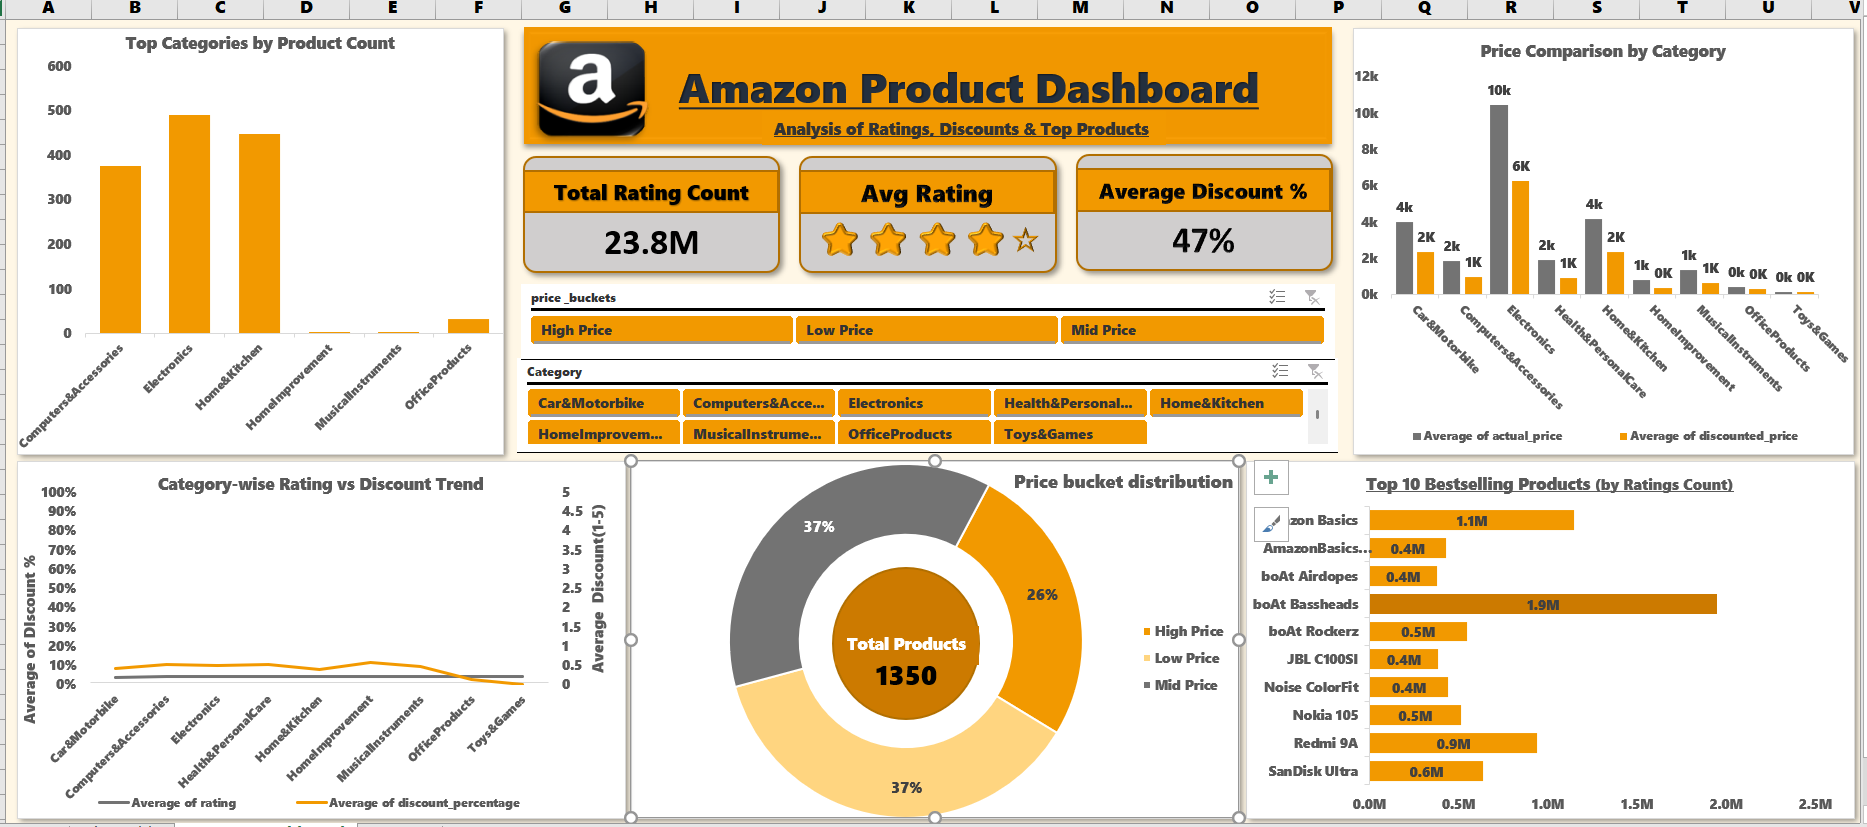 A B C D E F G H I J K L M N O P Q R S T U V
Top Categories by Product Count
600
500
400
300
200
100
0
Computers&Accessories
Electronics
Home&Kitchen
HomeImprovement
MusicalInstruments
OfficeProducts
a
Amazon Product Dashboard
Analysis of Ratings, Discounts & Top Products
Total Rating Count
23.8M
Avg Rating
Average Discount %
47%
price _buckets
High Price
Low Price
Mid Price
Category
Car&Motorbike
Computers&Acce...
Electronics
Health&Personal...
Home&Kitchen
HomeImprovem...
MusicalInstrume...
OfficeProducts
Toys&Games
Price Comparison by Category
12k
10k
8k
6k
4k
2k
0k
4k
2K
2k
1K
10k
6K
2k
1K
4k
2K
1k
0K
1k
1K
0k
0K
0k
0K
Car&Motorbike
Computers&Accessories
Electronics
Health&PersonalCare
Home&Kitchen
HomeImprovement
MusicalInstruments
OfficeProducts
Toys&Games
Average of actual_price
Average of discounted_price
Category-wise Rating vs Discount Trend
Average of DIscount %
100%
90%
80%
70%
60%
50%
40%
30%
20%
10%
0%
5
4.5
4
3.5
3
2.5
2
1.5
1
0.5
0
Average Discount(1-5)
Car&Motorbike
Computers&Accessories
Electronics
Health&PersonalCare
Home&Kitchen
HomeImprovement
MusicalInstruments
OfficeProducts
Toys&Games
Average of rating
Average of discount_percentage
Price bucket distribution
37%
26%
37%
Total Products
1350
High Price
Low Price
Mid Price
Top 10 Bestselling Products (by Ratings Count)
zon Basics
1.1M
AmazonBasics...
0.4M
boAt Airdopes
0.4M
boAt Bassheads
1.9M
boAt Rockerz
0.5M
JBL C100SI
0.4M
Noise ColorFit
0.4M
Nokia 105
0.5M
Redmi 9A
0.9M
SanDisk Ultra
0.6M
0.0M
0.5M
1.0M
1.5M
2.0M
2.5M